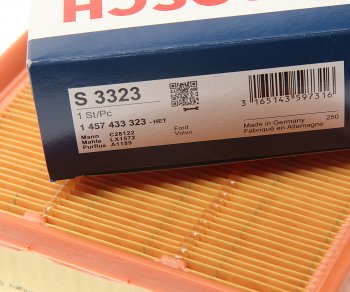 BOSCH
S 3323
1 St/Pc
1 457 433 323 - HET
Mann C28122
Mahle LX1572
Purflux A1189
Ford
Volvo
3 165143 597316
Made in Germany
Fabriqué en Allemagne
250